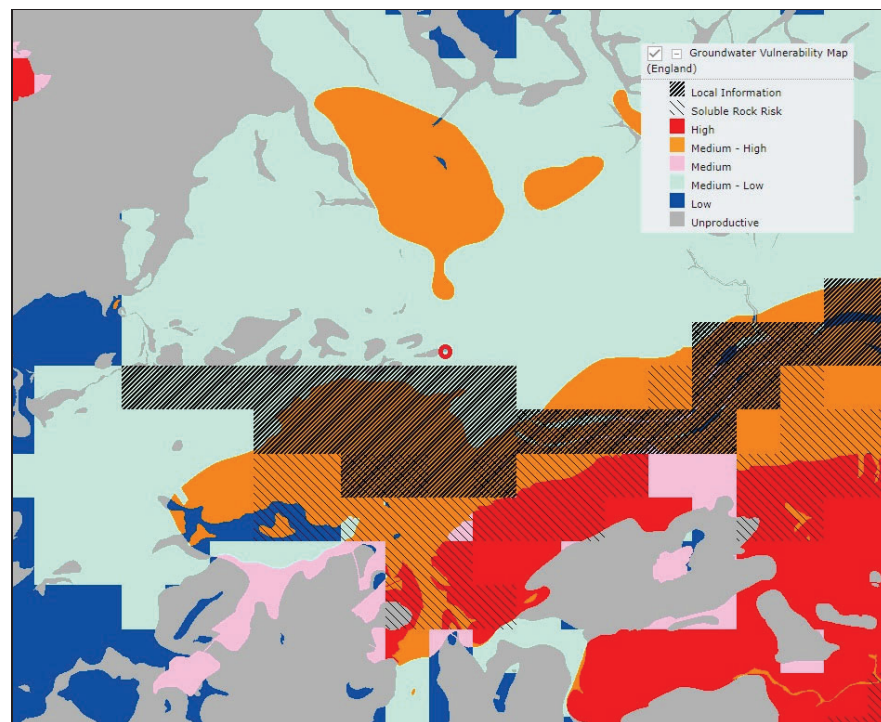 Groundwater Vulnerability Map
(England)
Local Information
Soluble Rock Risk
High
Medium - High
Medium
Medium - Low
Low
Unproductive